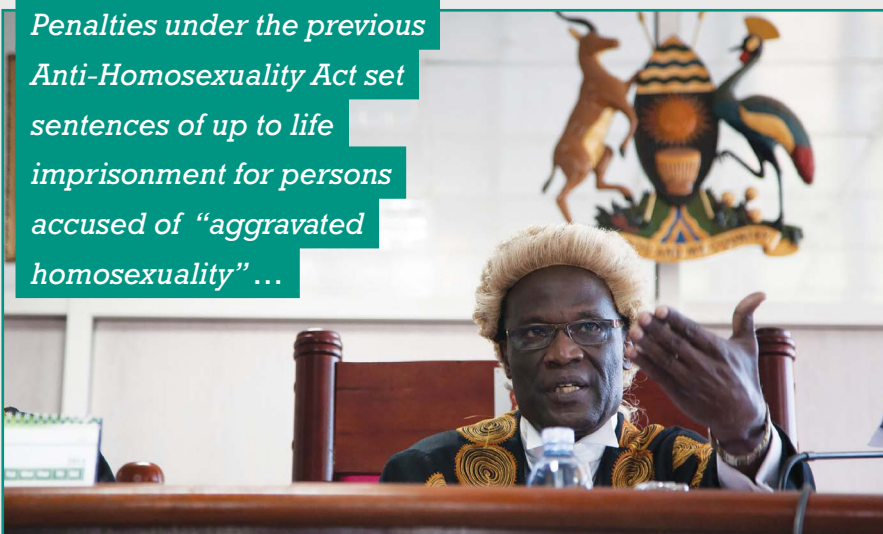 Penalties under the previous
Anti-Homosexuality Act set
sentences of up to life
imprisonment for persons
accused of “aggravated
homosexuality”…